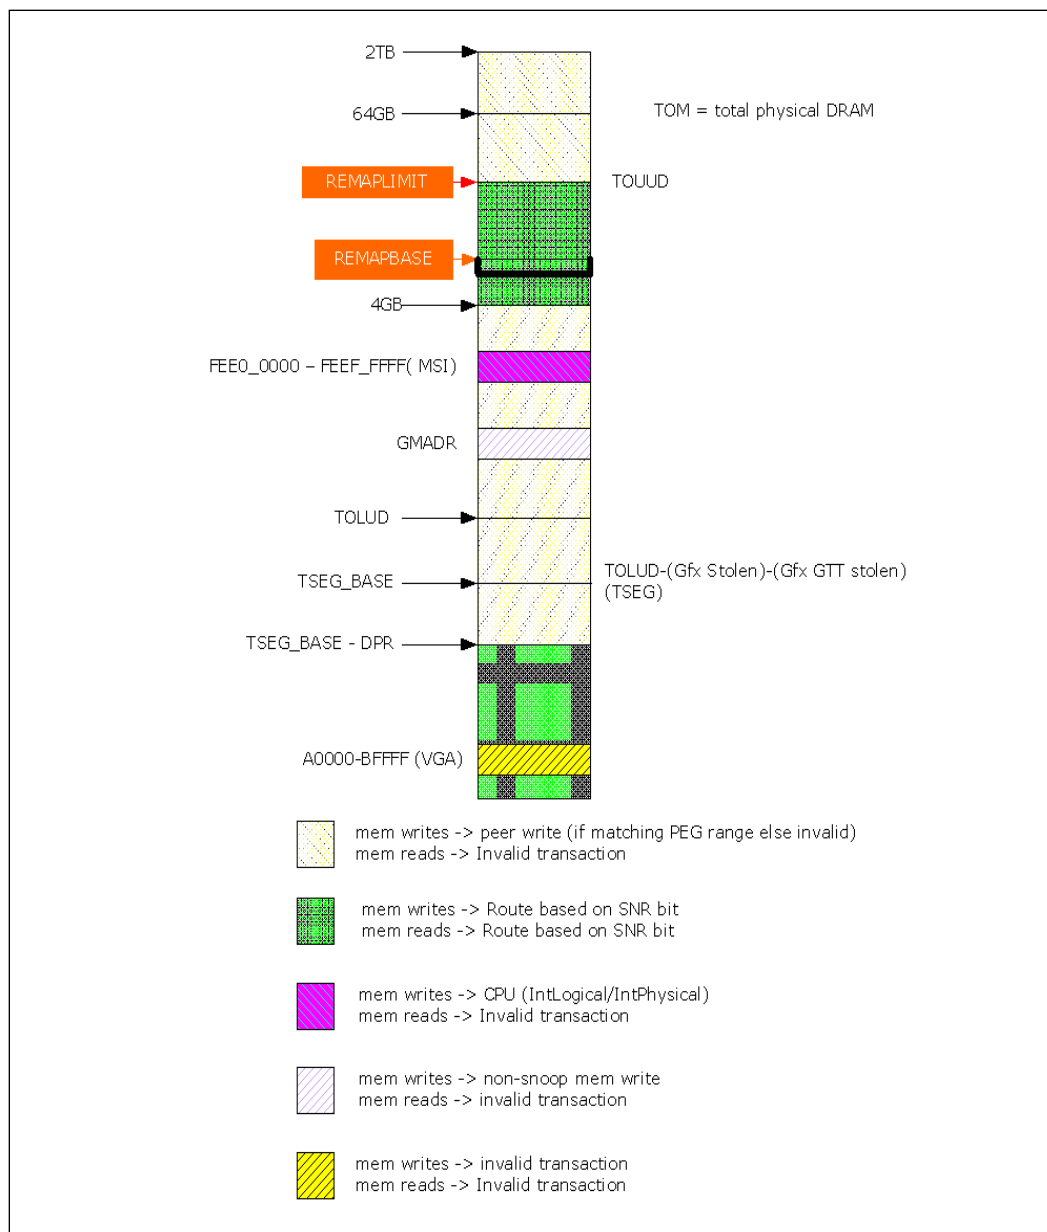 2TB
64GB
TOM = total physical DRAM
REMAPLIMIT
TOUUD
REMAPBASE
4GB
FEE0_0000 – FEEF_FFFF( MSI)
GMADR
TOLUD
TSEG_BASE
TOLUD-(Gfx Stolen)-(Gfx GTT stolen)
(TSEG)
TSEG_BASE - DPR
A0000-BFFFF (VGA)
mem writes -> peer write (if matching PEG range else invalid)
mem reads -> Invalid transaction
mem writes -> Route based on SNR bit
mem reads -> Route based on SNR bit
mem writes -> CPU (IntLogical/IntPhysical)
mem reads -> Invalid transaction
mem writes -> non-snoop mem write
mem reads -> invalid transaction
mem writes -> invalid transaction
mem reads -> Invalid transaction